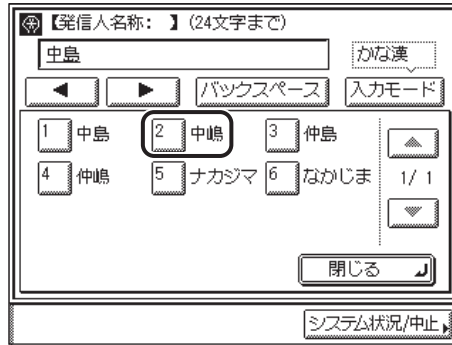 【発信人名称: 】(24文字まで)
中島
かな漢
◀ ▶ バックスペース 入力モード
1 中島 2 中嶋 3 仲島
4 仲嶋 5 ナカジマ 6 なかじま
1/ 1
閉じる
システム状況/中止